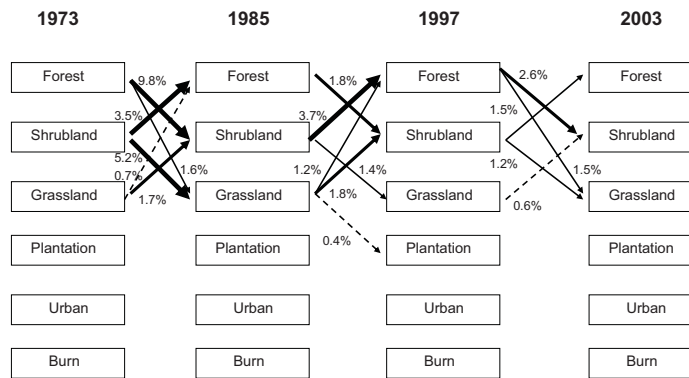 1973 1985 1997 2003
Forest 9.8% Forest 1.8% Forest 2.6% Forest
3.5% 3.7% 1.5%
Shrubland Shrubland Shrubland Shrubland
5.2% 1.6% 1.2% 1.4% 1.2% 1.5%
0.7%
Grassland 1.7% Grassland 1.8% Grassland 0.6% Grassland
0.4%
Plantation Plantation Plantation Plantation
Urban Urban Urban Urban
Burn Burn Burn Burn